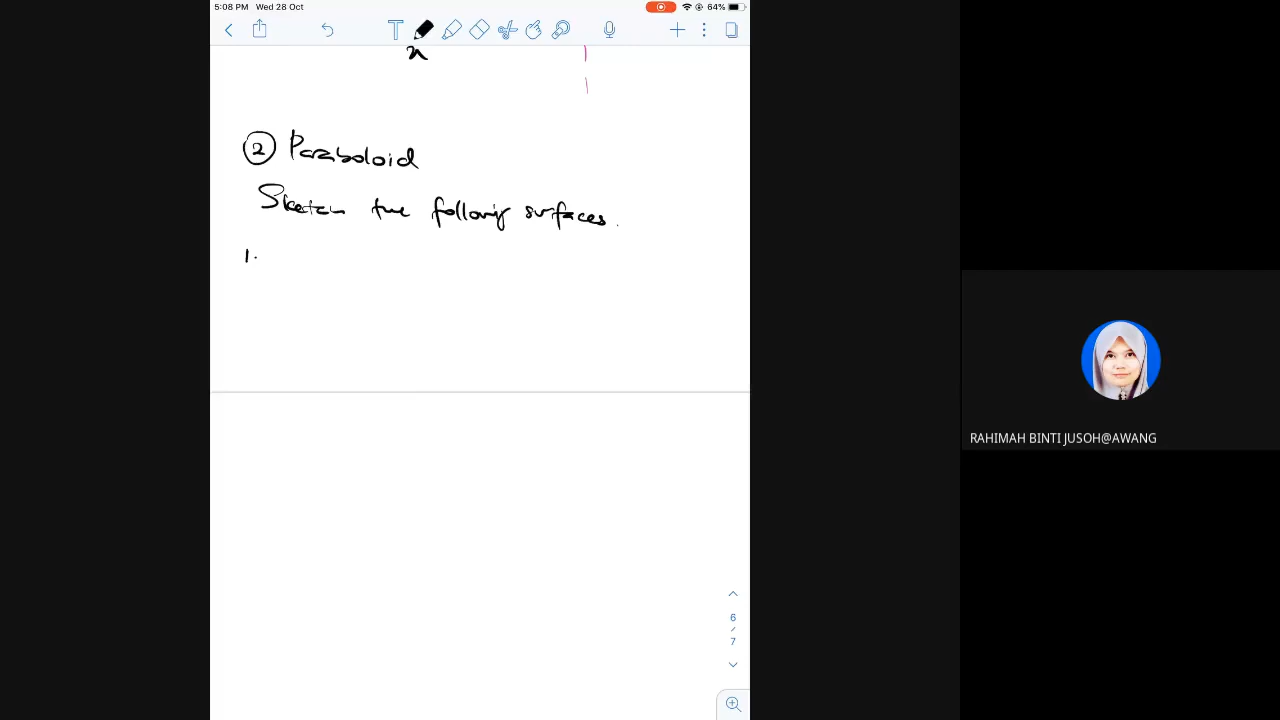 5:08 PM Wed 28 Oct
64%
T
x
② Paraboloid
Sketch the following surfaces.
1.
6
/
7
RAHIMAH BINTI JUSOH@AWANG